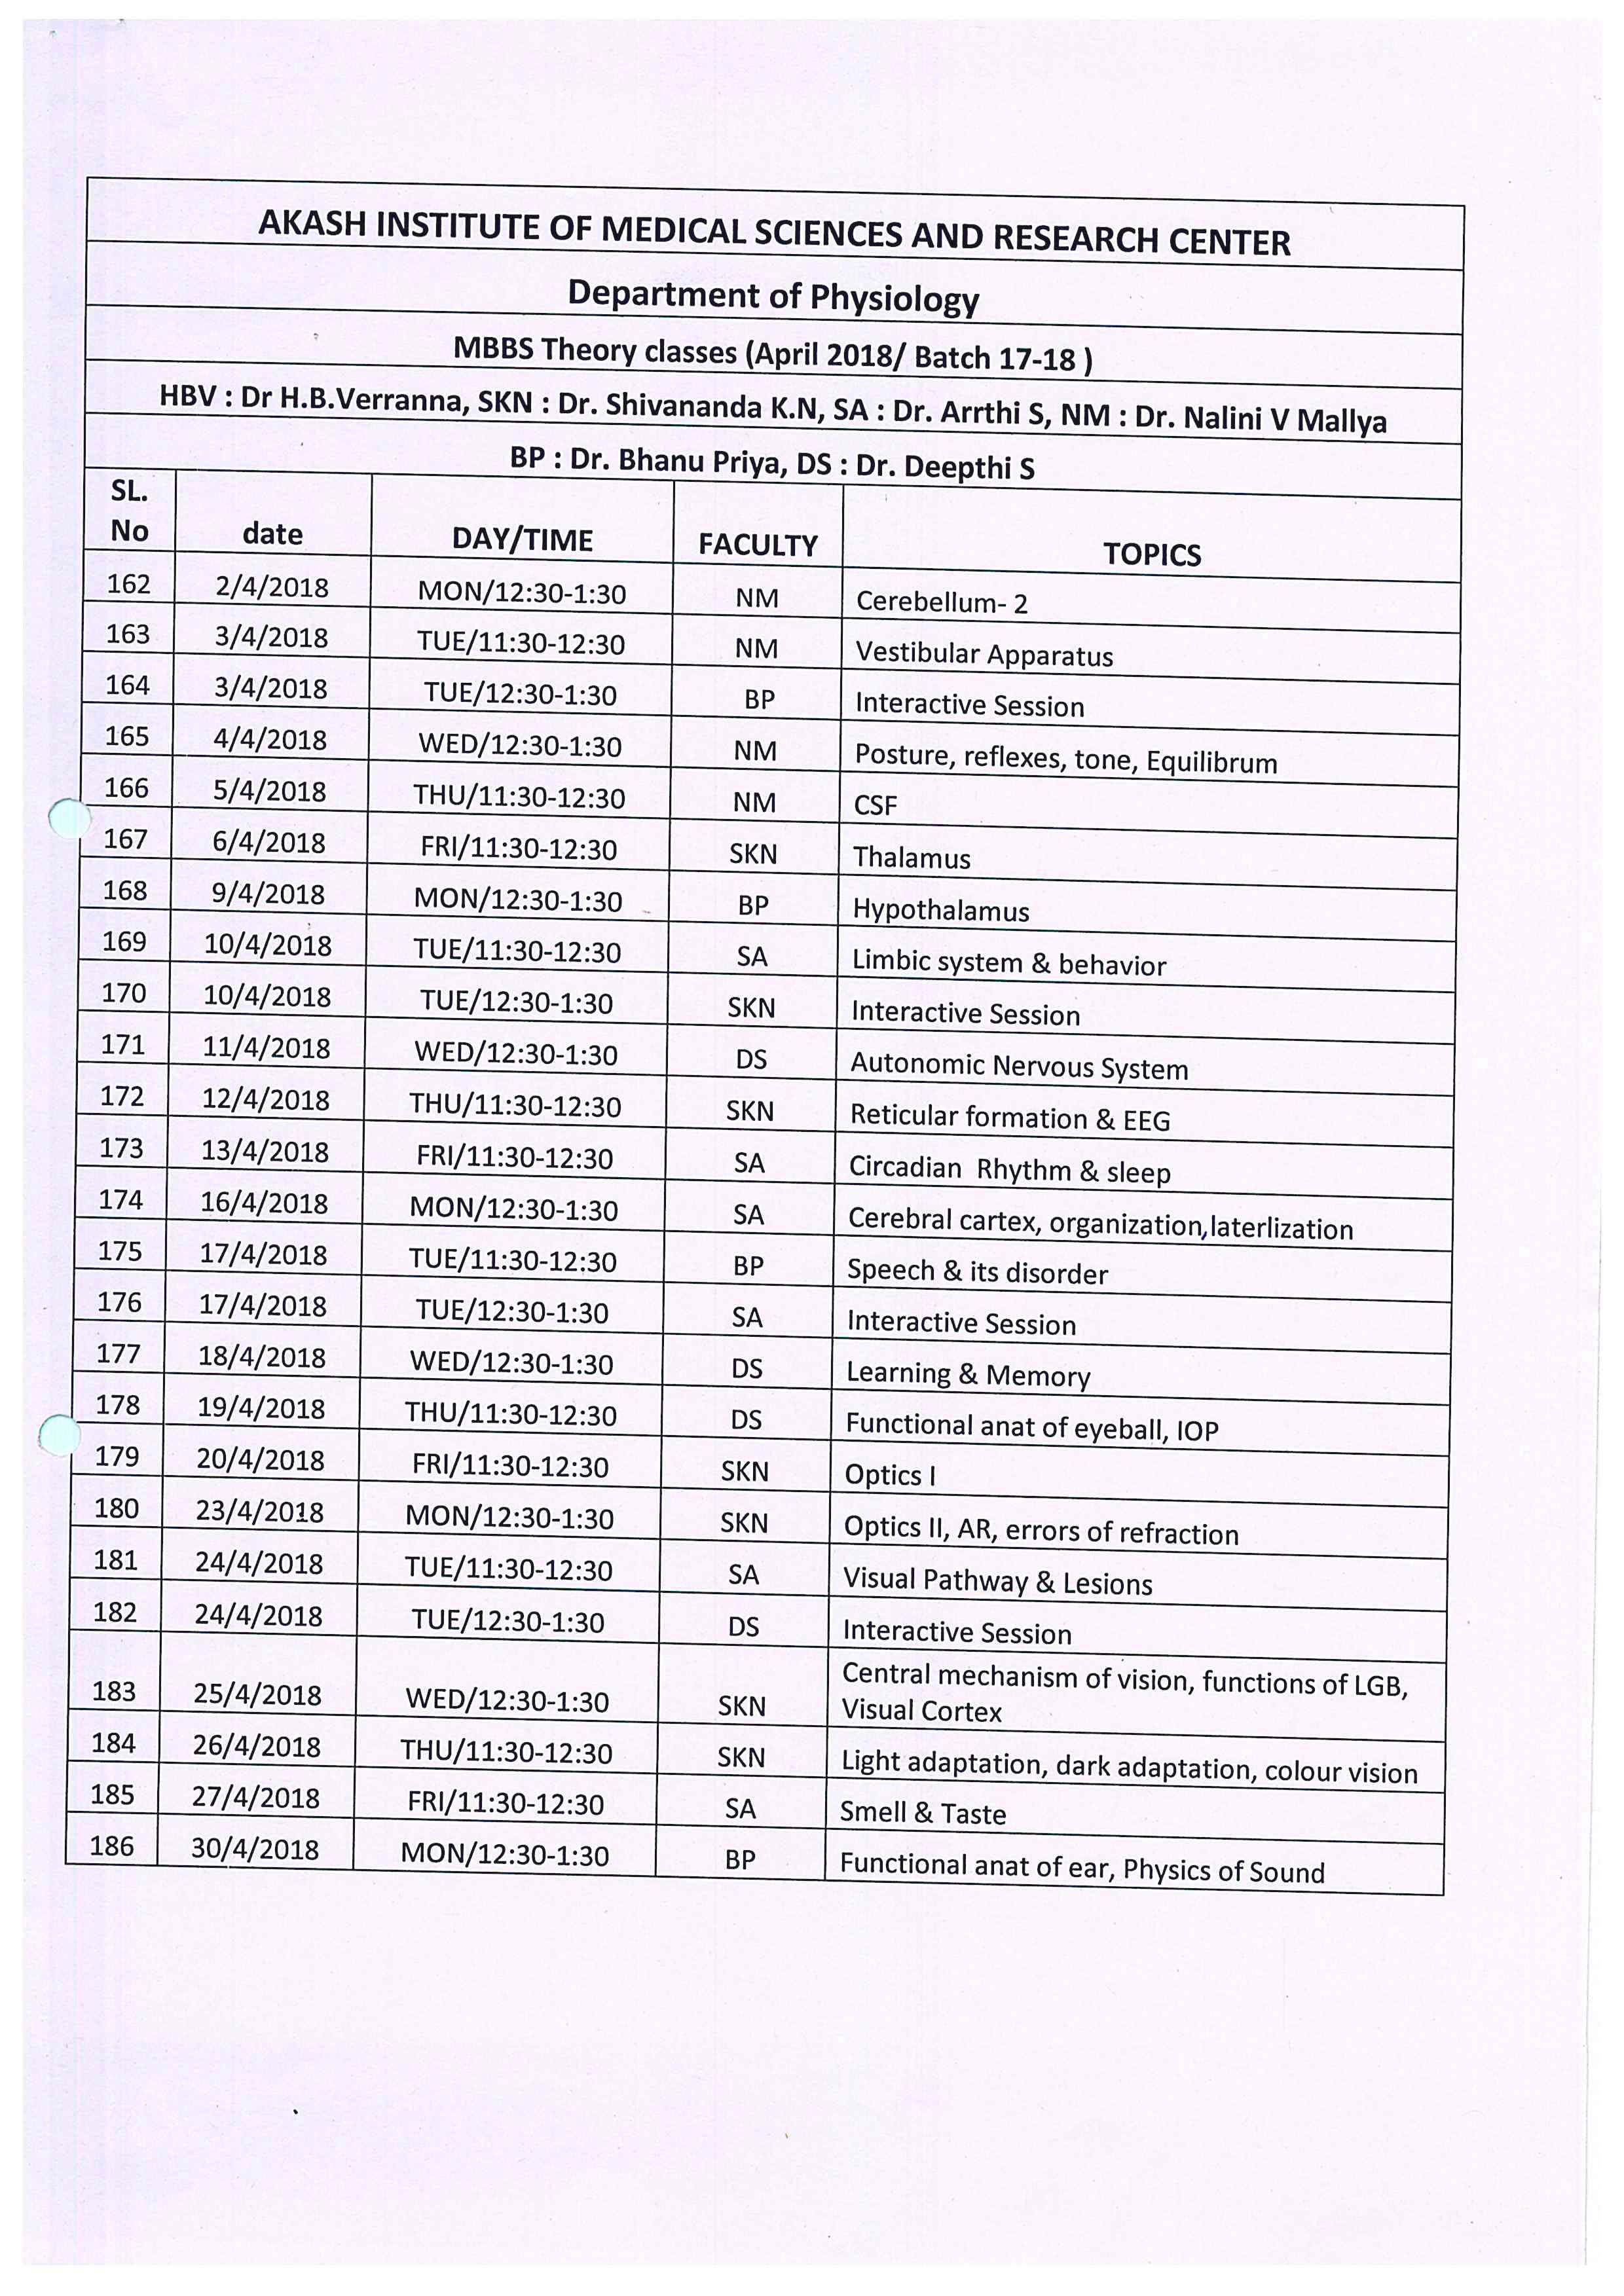 AKASH INSTITUTE OF MEDICAL SCIENCES AND RESEARCH CENTER
Department of Physiology
MBBS Theory classes (April 2018/ Batch 17-18 )
HBV : Dr H.B.Verranna, SKN : Dr. Shivananda K.N, SA : Dr. Arrthi S, NM : Dr. Nalini V Mallya
BP : Dr. Bhanu Priya, DS : Dr. Deepthi S
SL. No date DAY/TIME FACULTY TOPICS
162 2/4/2018 MON/12:30-1:30 NM Cerebellum- 2
163 3/4/2018 TUE/11:30-12:30 NM Vestibular Apparatus
164 3/4/2018 TUE/12:30-1:30 BP Interactive Session
165 4/4/2018 WED/12:30-1:30 NM Posture, reflexes, tone, Equilibrum
166 5/4/2018 THU/11:30-12:30 NM CSF
167 6/4/2018 FRI/11:30-12:30 SKN Thalamus
168 9/4/2018 MON/12:30-1:30 BP Hypothalamus
169 10/4/2018 TUE/11:30-12:30 SA Limbic system & behavior
170 10/4/2018 TUE/12:30-1:30 SKN Interactive Session
171 11/4/2018 WED/12:30-1:30 DS Autonomic Nervous System
172 12/4/2018 THU/11:30-12:30 SKN Reticular formation & EEG
173 13/4/2018 FRI/11:30-12:30 SA Circadian Rhythm & sleep
174 16/4/2018 MON/12:30-1:30 SA Cerebral cartex, organization,laterlization
175 17/4/2018 TUE/11:30-12:30 BP Speech & its disorder
176 17/4/2018 TUE/12:30-1:30 SA Interactive Session
177 18/4/2018 WED/12:30-1:30 DS Learning & Memory
178 19/4/2018 THU/11:30-12:30 DS Functional anat of eyeball, IOP
179 20/4/2018 FRI/11:30-12:30 SKN Optics I
180 23/4/2018 MON/12:30-1:30 SKN Optics II, AR, errors of refraction
181 24/4/2018 TUE/11:30-12:30 SA Visual Pathway & Lesions
182 24/4/2018 TUE/12:30-1:30 DS Interactive Session
183 25/4/2018 WED/12:30-1:30 SKN Central mechanism of vision, functions of LGB,
Visual Cortex
184 26/4/2018 THU/11:30-12:30 SKN Light adaptation, dark adaptation, colour vision
185 27/4/2018 FRI/11:30-12:30 SA Smell & Taste
186 30/4/2018 MON/12:30-1:30 BP Functional anat of ear, Physics of Sound